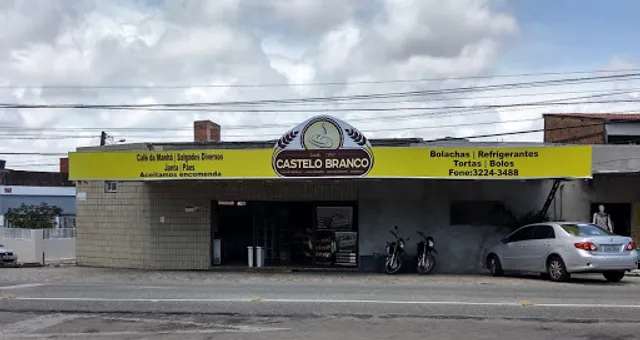 Café da Manhã | Salgados Diversos
Janta | Pães
Aceitamos encomenda
CASTELO BRANCO
Bolachas | Refrigerantes
Tortas | Bolos
Fone:3224-3488